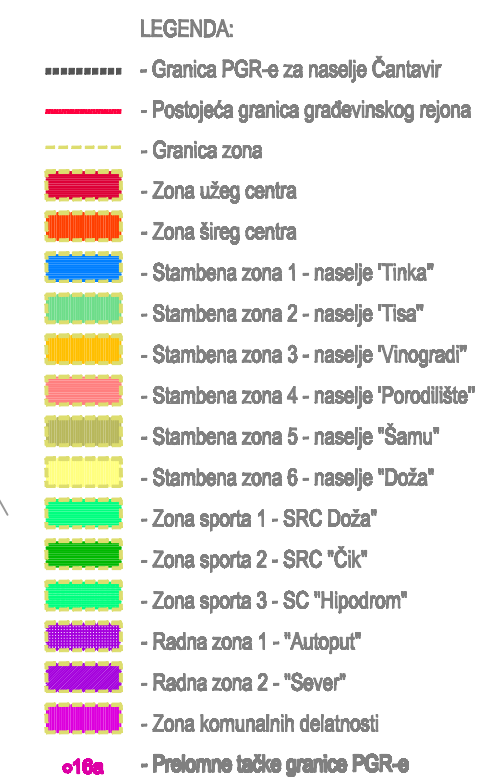 LEGENDA:
- Granica PGR-e za naselje Čantavir
- Postojeća granica građevinskog rejona
- Granica zona
- Zona užeg centra
- Zona šireg centra
- Stambena zona 1 - naselje 'Tinka"
- Stambena zona 2 - naselje 'Tisa"
- Stambena zona 3 - naselje 'Vinogradi"
- Stambena zona 4 - naselje 'Porodilište"
- Stambena zona 5 - naselje "Šamu"
- Stambena zona 6 - naselje "Doža"
- Zona sporta 1 - SRC Doža"
- Zona sporta 2 - SRC "Čik"
- Zona sporta 3 - SC "Hipodrom"
- Radna zona 1 - "Autoput"
- Radna zona 2 - "Sever"
- Zona komunalnih delatnosti
o16a - Prelomne tačke granice PGR-e